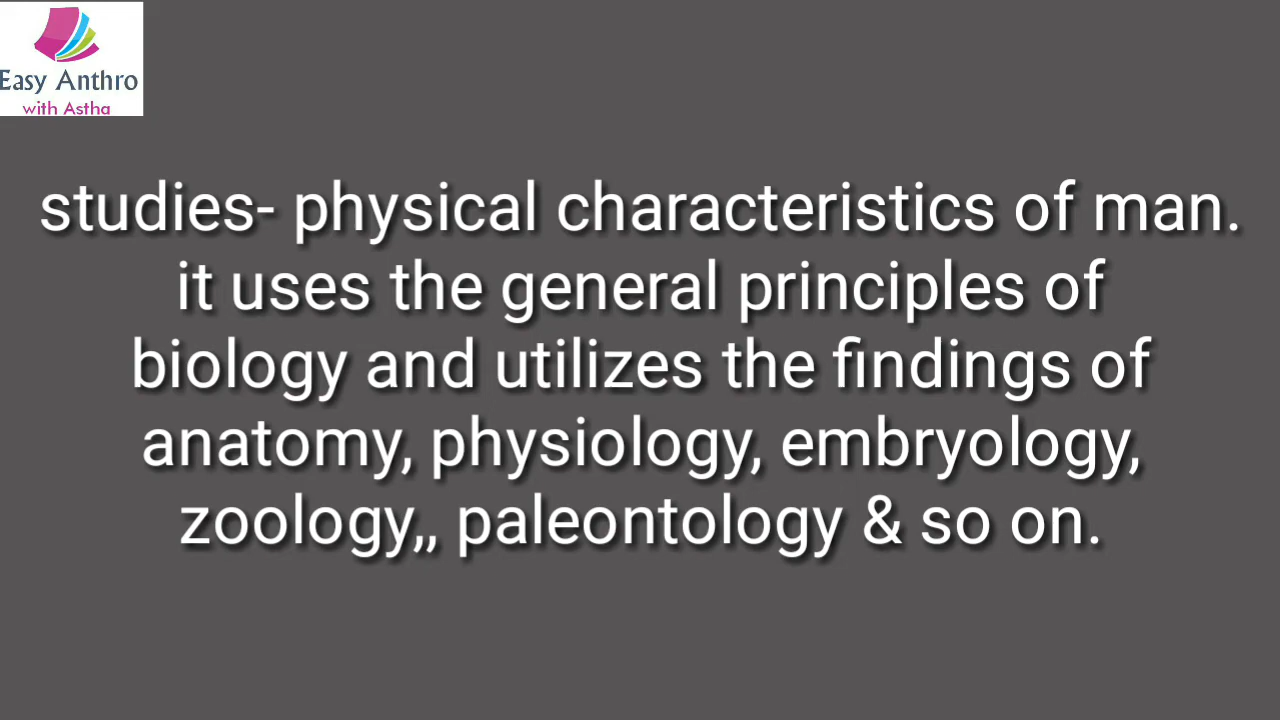 Easy Anthro
with Astha
studies- physical characteristics of man.
it uses the general principles of
biology and utilizes the findings of
anatomy, physiology, embryology,
zoology,, paleontology & so on.